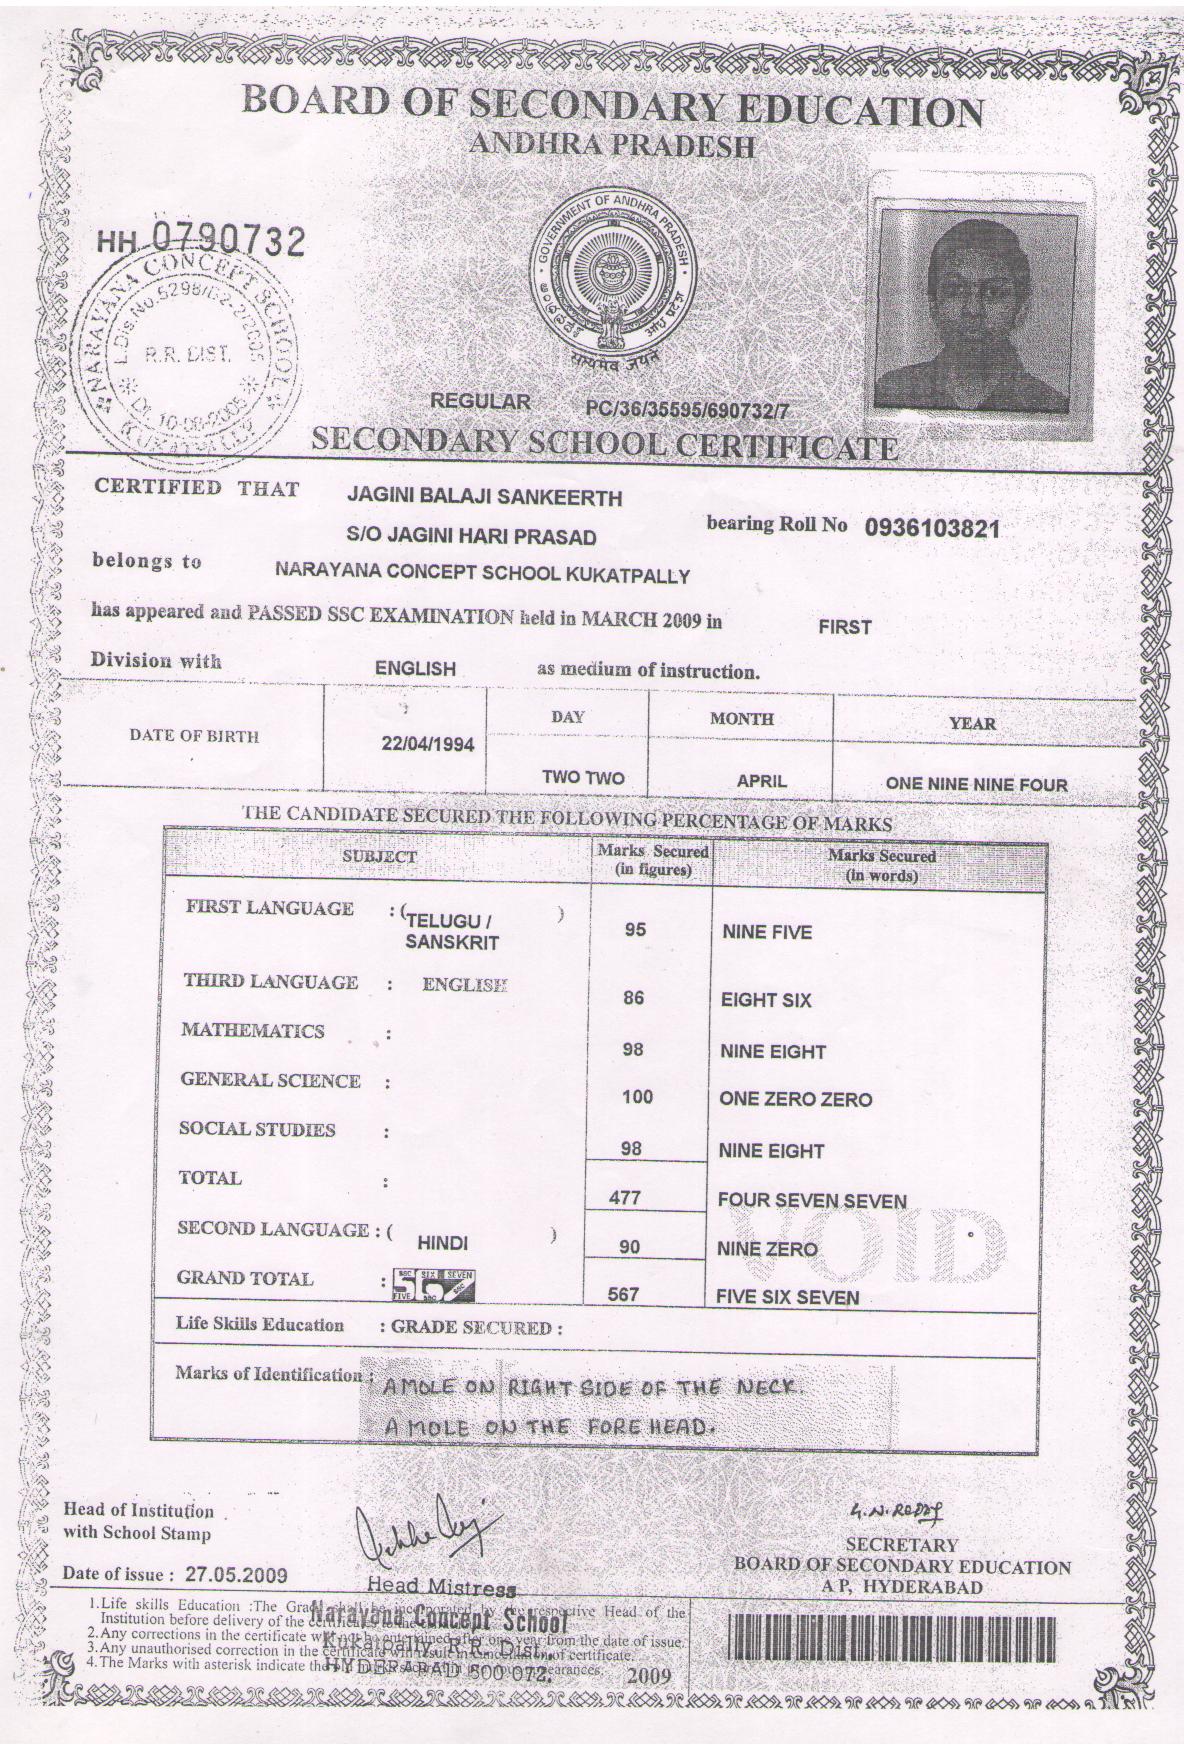 BOARD OF SECONDARY EDUCATION
ANDHRA PRADESH
HH 0790732
GOVERNMENT OF ANDHRA PRADESH
सत्यमेव जयते
NARAYANA CONCEPT SCHOOL
L.Dis.No.5298/
R.R. DIST.
KUKATPALLY
REGULAR PC/36/35595/690732/7
SECONDARY SCHOOL CERTIFICATE
CERTIFIED THAT JAGINI BALAJI SANKEERTH
S/O JAGINI HARI PRASAD bearing Roll No 0936103821
belongs to NARAYANA CONCEPT SCHOOL KUKATPALLY
has appeared and PASSED SSC EXAMINATION held in MARCH 2009 in FIRST
Division with ENGLISH as medium of instruction.
DATE OF BIRTH 22/04/1994 DAY MONTH YEAR
TWO TWO APRIL ONE NINE NINE FOUR
THE CANDIDATE SECURED THE FOLLOWING PERCENTAGE OF MARKS
SUBJECT Marks Secured (in figures) Marks Secured (in words)
FIRST LANGUAGE : (TELUGU / SANSKRIT ) 95 NINE FIVE
THIRD LANGUAGE : ENGLISH 86 EIGHT SIX
MATHEMATICS : 98 NINE EIGHT
GENERAL SCIENCE : 100 ONE ZERO ZERO
SOCIAL STUDIES : 98 NINE EIGHT
TOTAL : 477 FOUR SEVEN SEVEN
SECOND LANGUAGE : ( HINDI ) 90 NINE ZERO
VOID
GRAND TOTAL : SSC SIX SEVEN FIVE 567 FIVE SIX SEVEN
Life Skills Education : GRADE SECURED :
Marks of Identification : A MOLE ON RIGHT SIDE OF THE NECK.
A MOLE ON THE FORE HEAD.
Head of Institution
with School Stamp
G.N. Reddy
SECRETARY
BOARD OF SECONDARY EDUCATION
A P, HYDERABAD
Date of issue : 27.05.2009
Head Mistress
Narayana Concept School
Kukatpally, R.R. Dist.
HYDERABAD 500 072.
1.Life skills Education :The Grade shall be incorporated by the respective Head of the
Institution before delivery of the certificates to the
2.Any corrections in the certificate will not be entertained after one year from the date of issue.
3.Any unauthorised correction in the certificate will result in cancellation of certificate.
4.The Marks with asterisk indicate the appearances.
2009